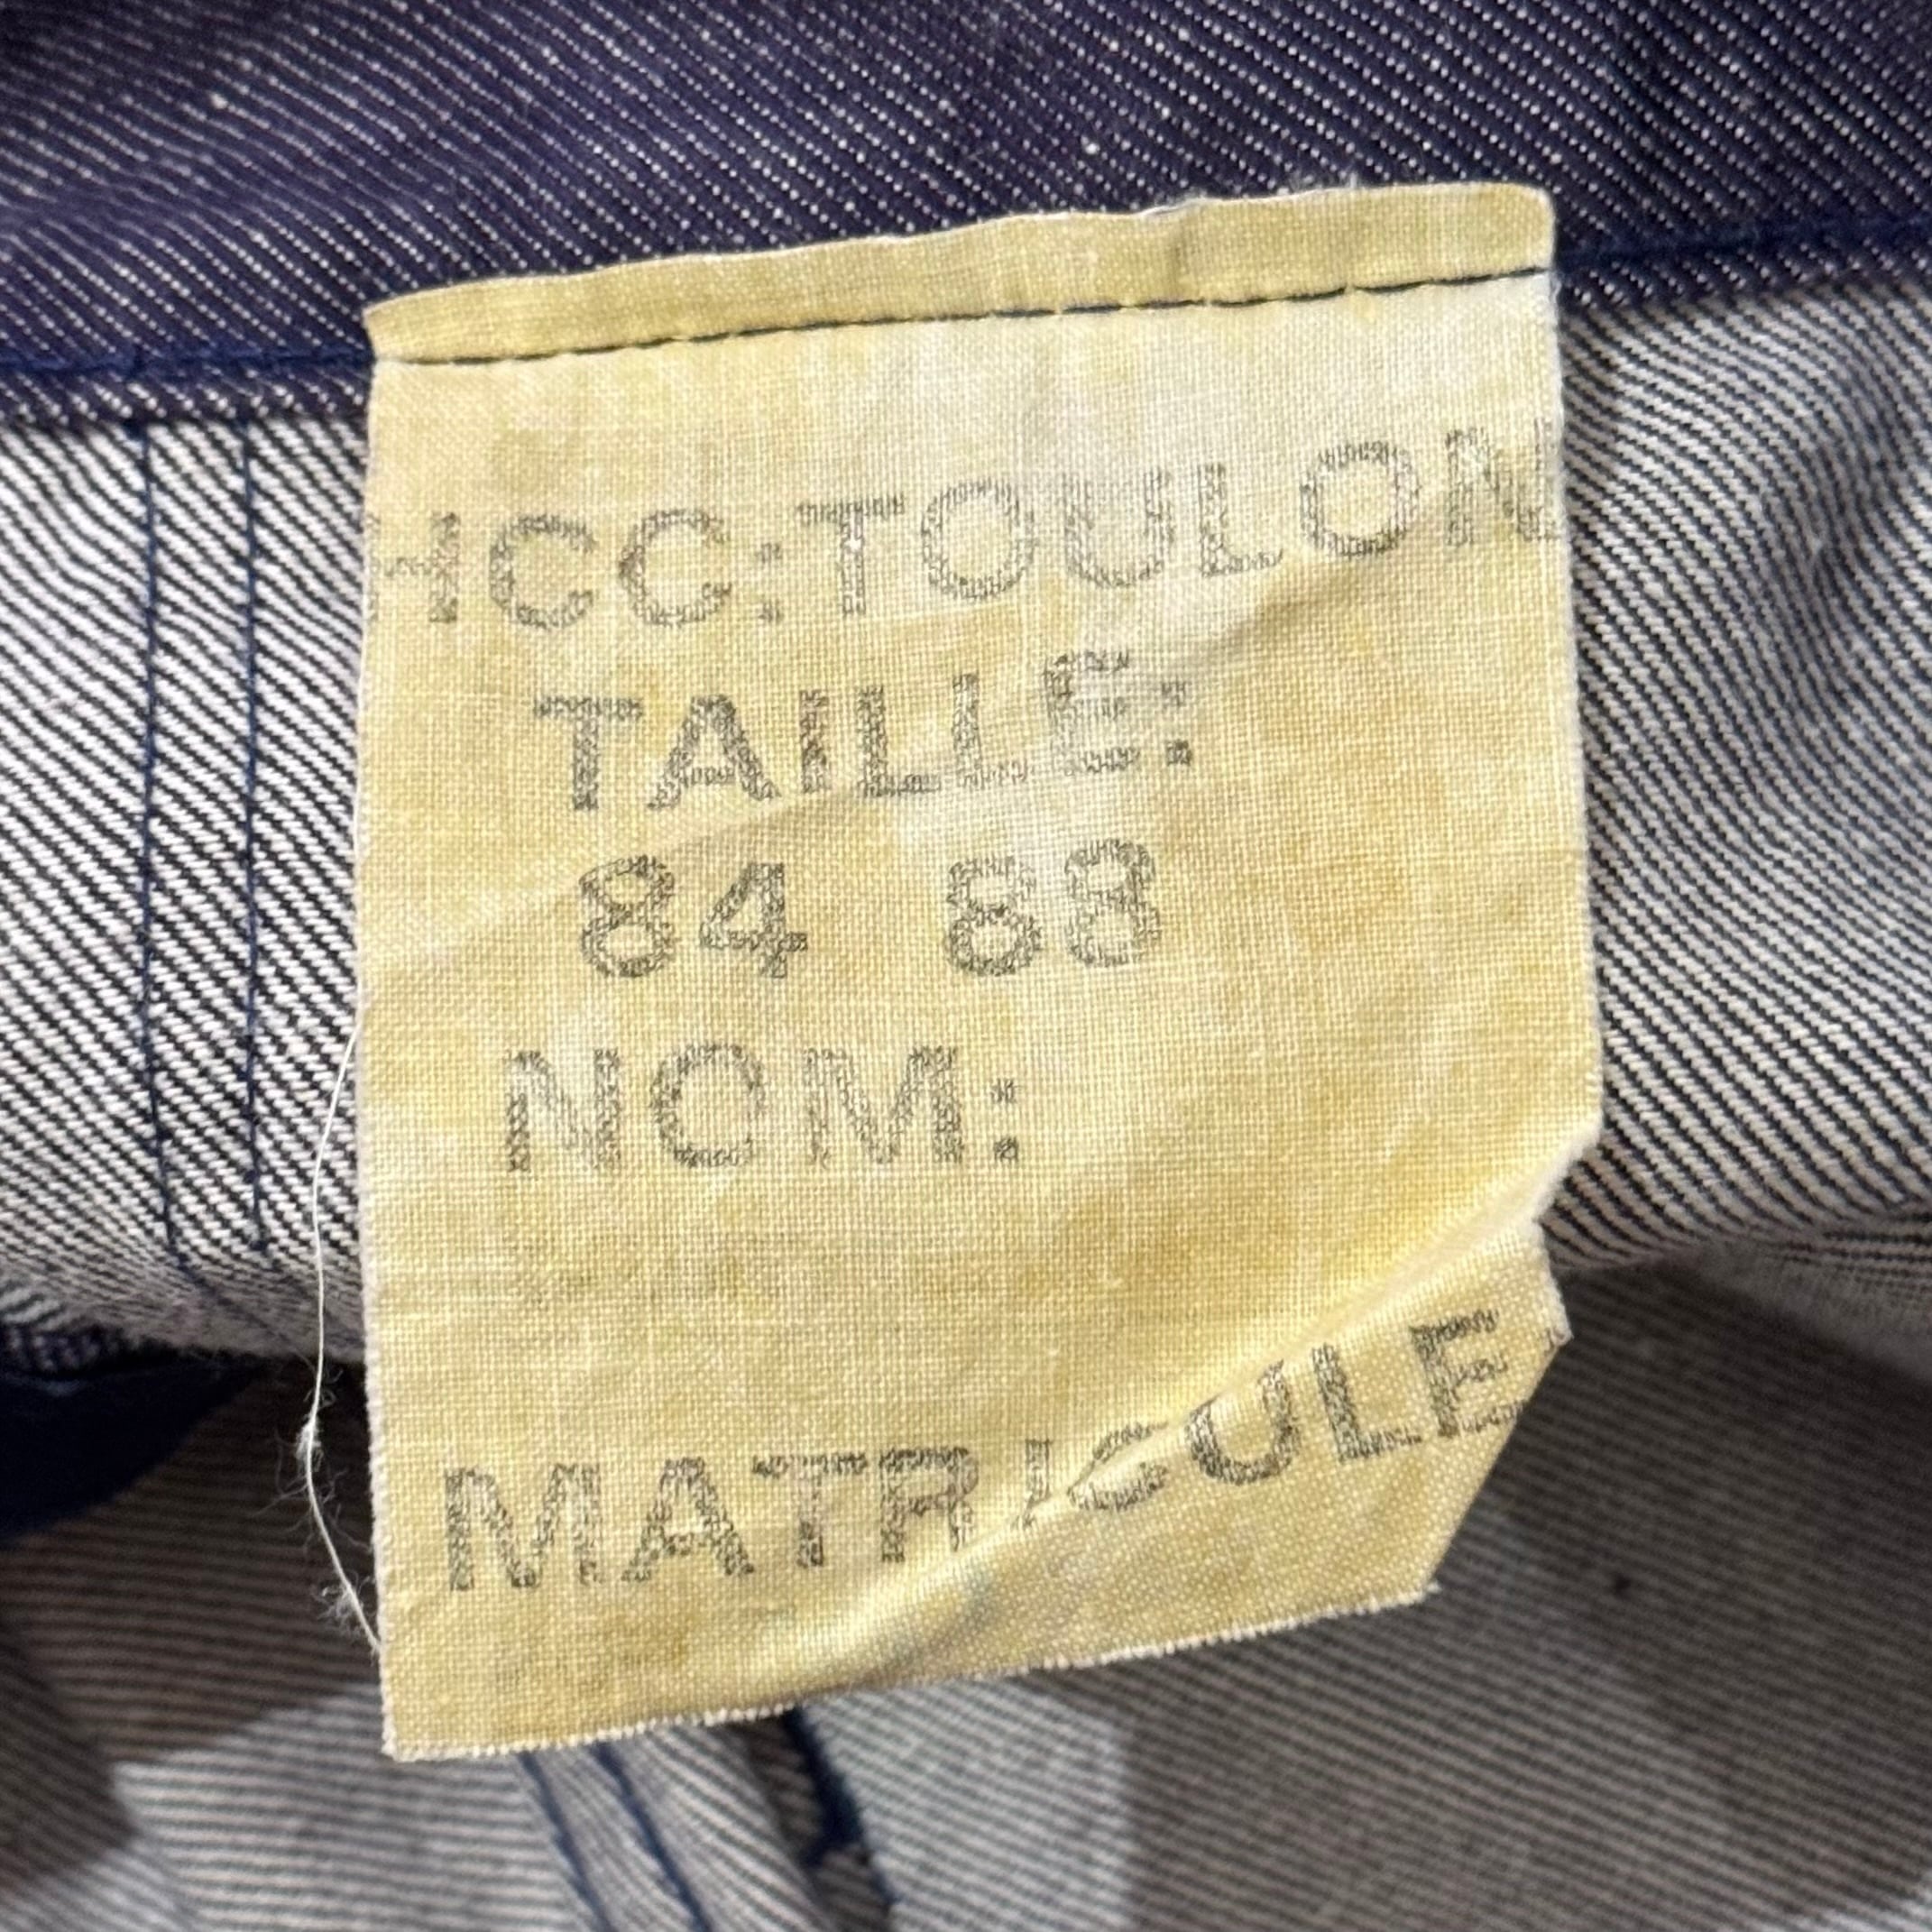 HCC:TOULON
TAILLE:
84 88
NOM:
MATRICULE